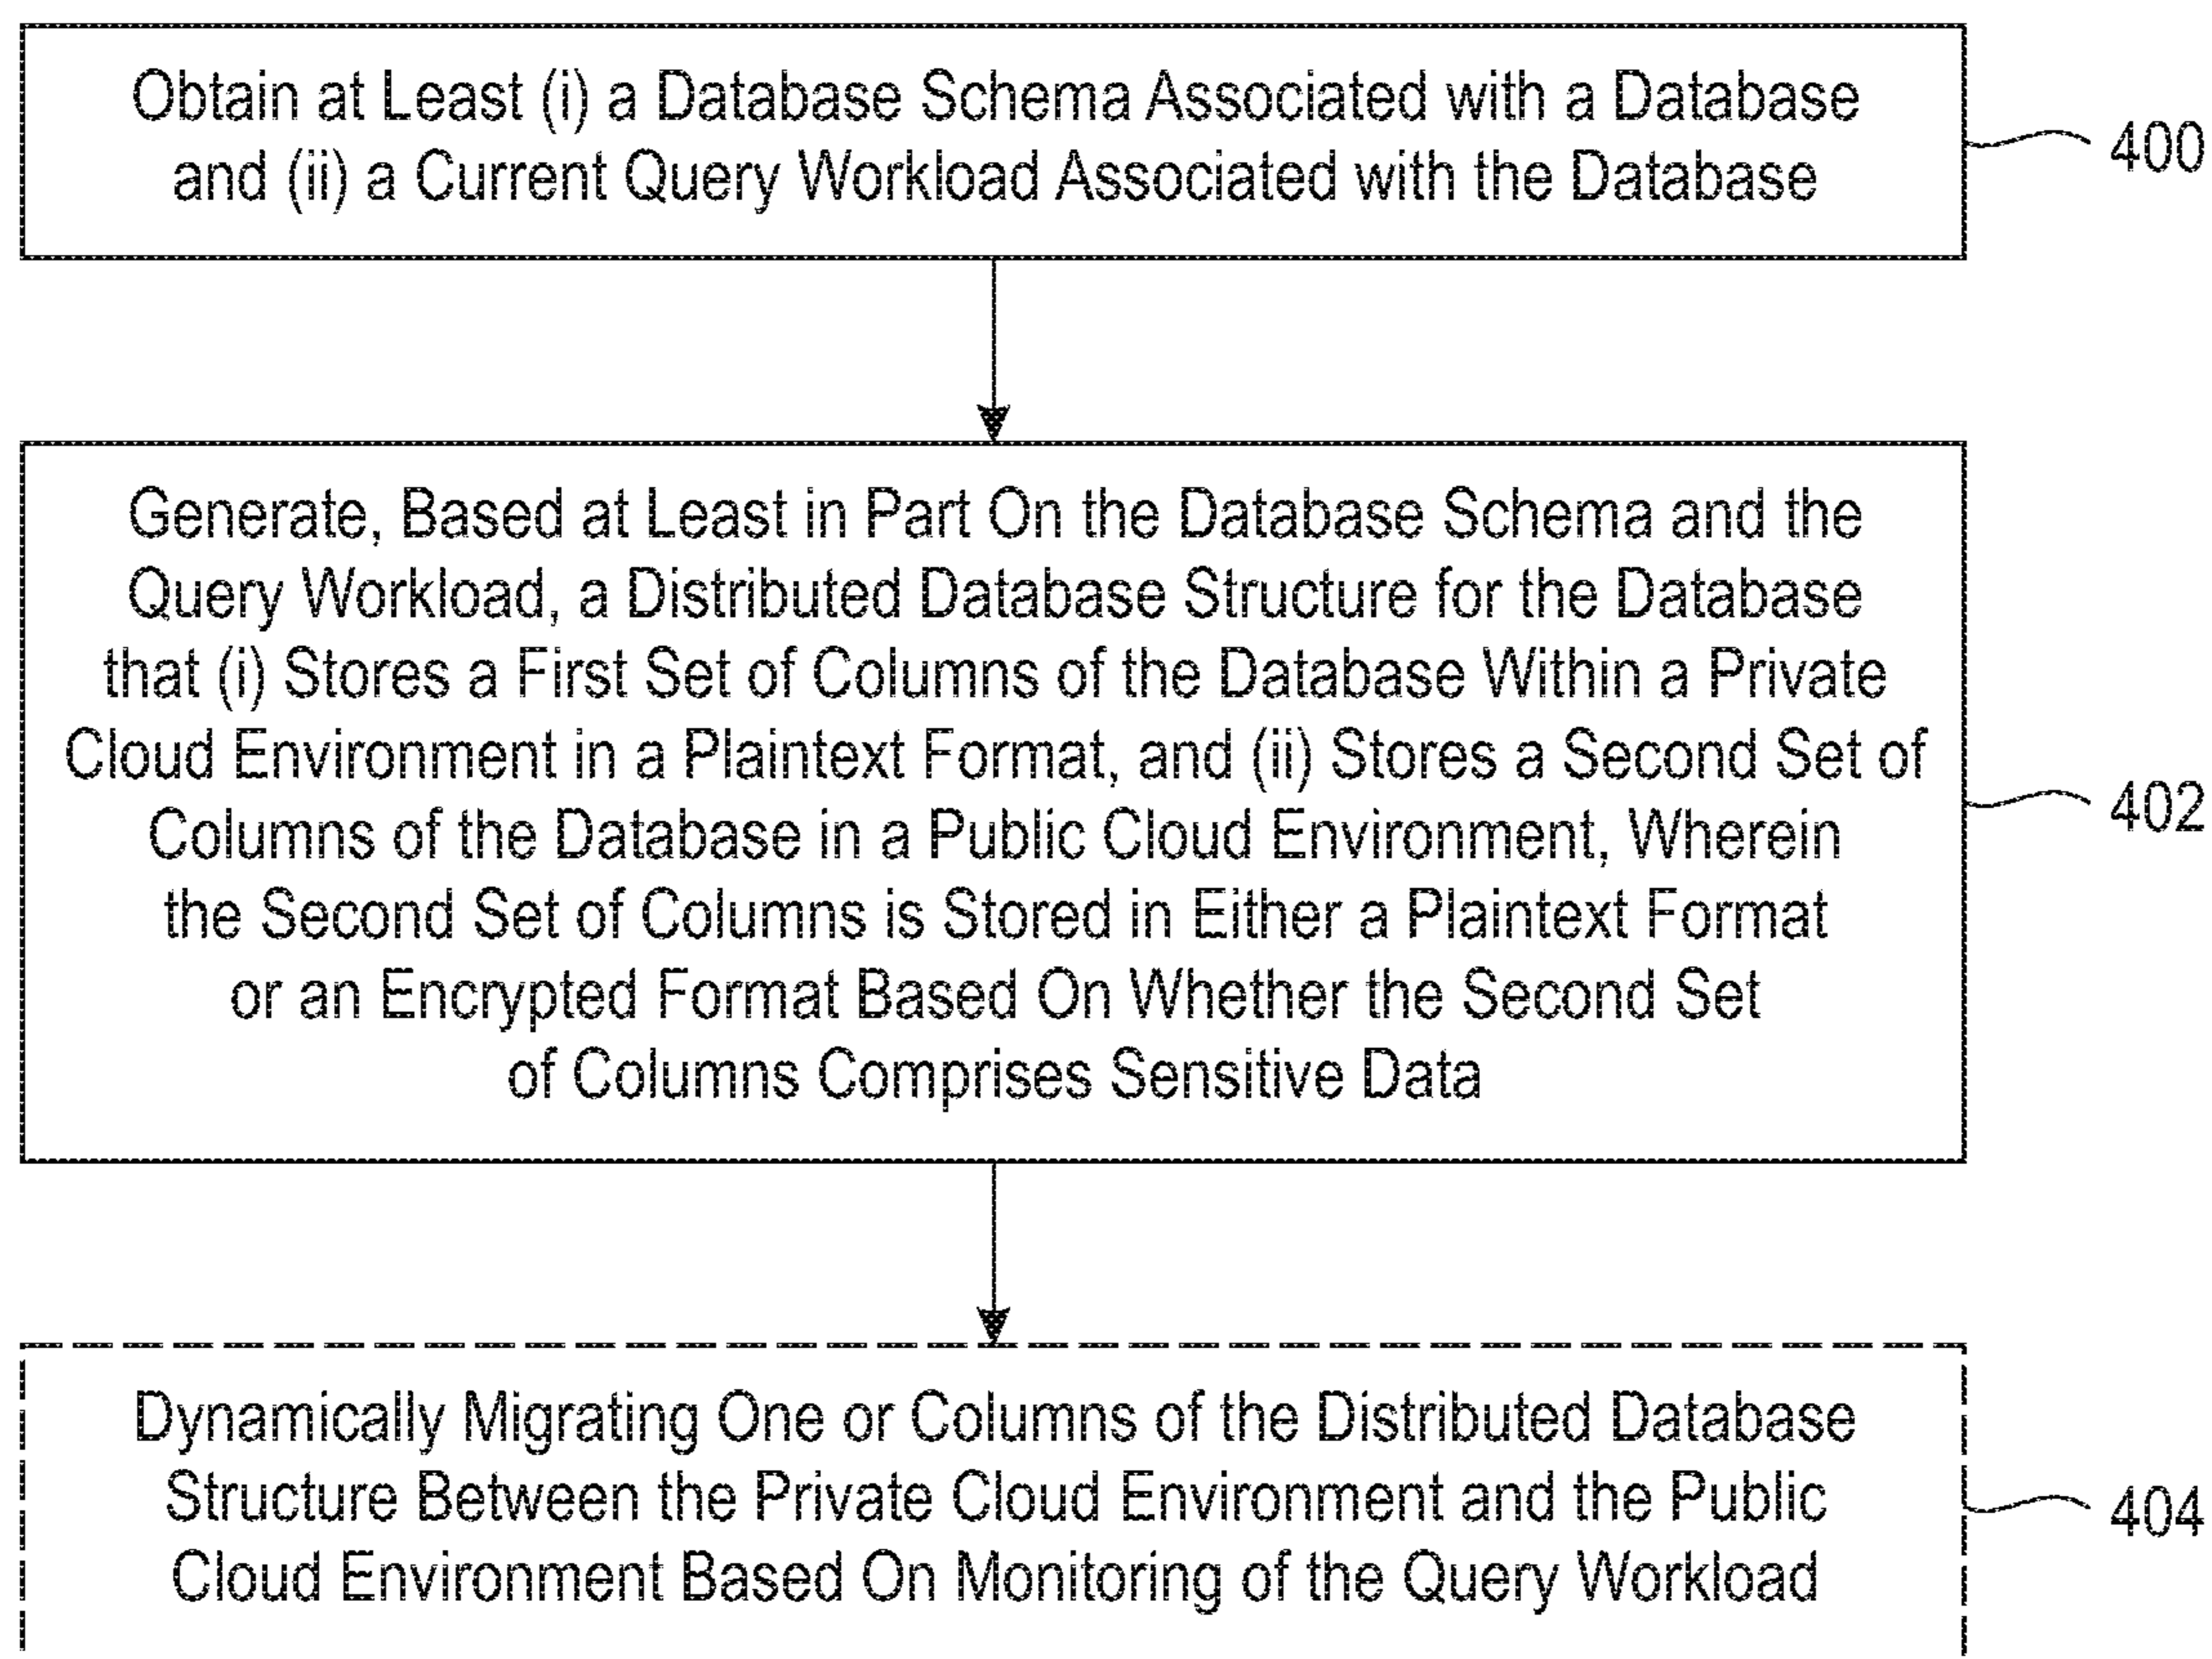 Obtain at Least (i) a Database Schema Associated with a Database
and (ii) a Current Query Workload Associated with the Database
400
Generate, Based at Least in Part On the Database Schema and the
Query Workload, a Distributed Database Structure for the Database
that (i) Stores a First Set of Columns of the Database Within a Private
Cloud Environment in a Plaintext Format, and (ii) Stores a Second Set of
Columns of the Database in a Public Cloud Environment, Wherein
the Second Set of Columns is Stored in Either a Plaintext Format
or an Encrypted Format Based On Whether the Second Set
of Columns Comprises Sensitive Data
402
Dynamically Migrating One or Columns of the Distributed Database
Structure Between the Private Cloud Environment and the Public
Cloud Environment Based On Monitoring of the Query Workload
404